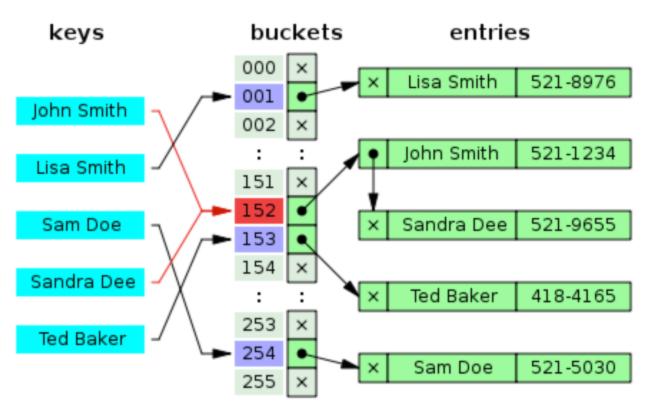 keys
buckets
entries
John Smith
Lisa Smith
Sam Doe
Sandra Dee
Ted Baker
000 ×
001
002 ×
: :
151 ×
152
153
154 ×
: :
253 ×
254
255 ×
× Lisa Smith 521-8976
John Smith 521-1234
× Sandra Dee 521-9655
× Ted Baker 418-4165
× Sam Doe 521-5030